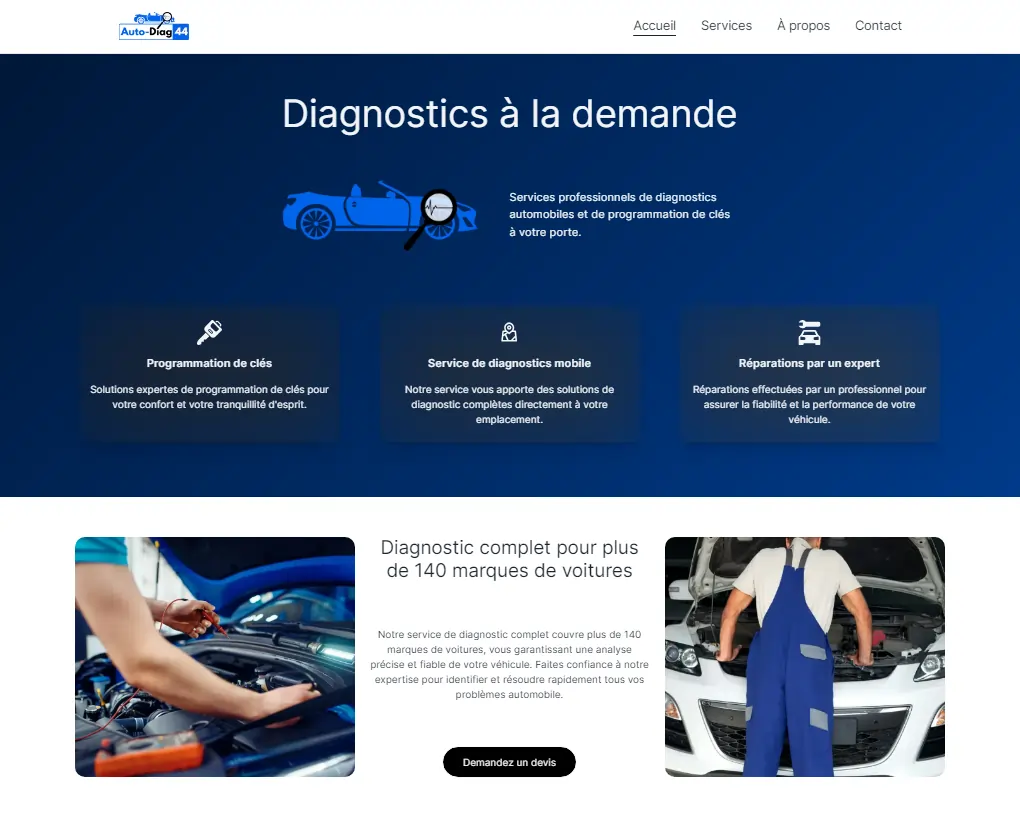 Auto-Diag 44
Accueil Services À propos Contact
Diagnostics à la demande
Services professionnels de diagnostics
automobiles et de programmation de clés
à votre porte.
Programmation de clés
Solutions expertes de programmation de clés pour
votre confort et votre tranquillité d'esprit.
Service de diagnostics mobile
Notre service vous apporte des solutions de
diagnostic complètes directement à votre
emplacement.
Réparations par un expert
Réparations effectuées par un professionnel pour
assurer la fiabilité et la performance de votre
véhicule.
Diagnostic complet pour plus
de 140 marques de voitures
Notre service de diagnostic complet couvre plus de 140
marques de voitures, vous garantissant une analyse
précise et fiable de votre véhicule. Faites confiance à notre
expertise pour identifier et résoudre rapidement tous vos
problèmes automobile.
Demandez un devis